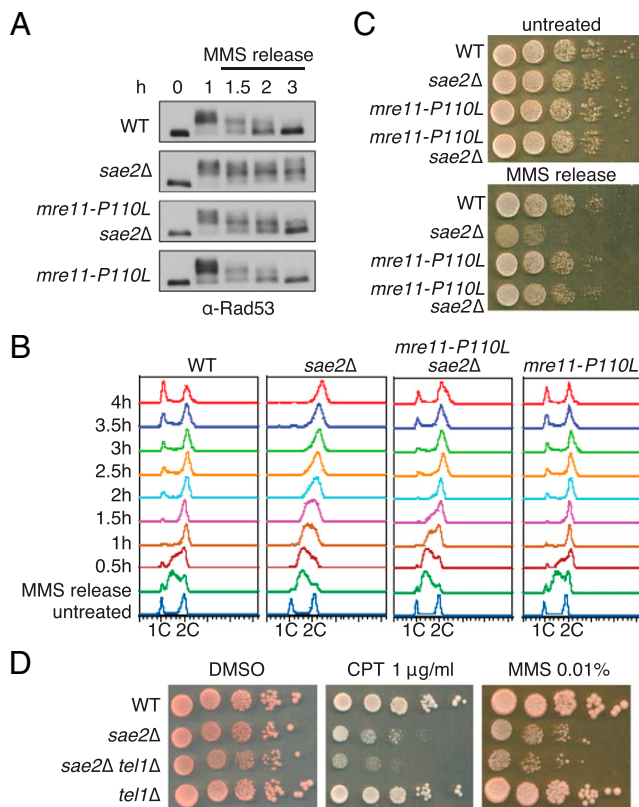 A
MMS release
h 0 1 1.5 2 3
WT
sae2Δ
mre11-P110L
sae2Δ
mre11-P110L
α-Rad53
C
untreated
WT
sae2Δ
mre11-P110L
mre11-P110L
sae2Δ
MMS release
WT
sae2Δ
mre11-P110L
mre11-P110L
sae2Δ
B
WT
sae2Δ
mre11-P110L
sae2Δ
mre11-P110L
4h
3.5h
3h
2.5h
2h
1.5h
1h
0.5h
MMS release
untreated
1C 2C 1C 2C 1C 2C 1C 2C
D
DMSO CPT 1 µg/ml MMS 0.01%
WT
sae2Δ
sae2Δ tel1Δ
tel1Δ